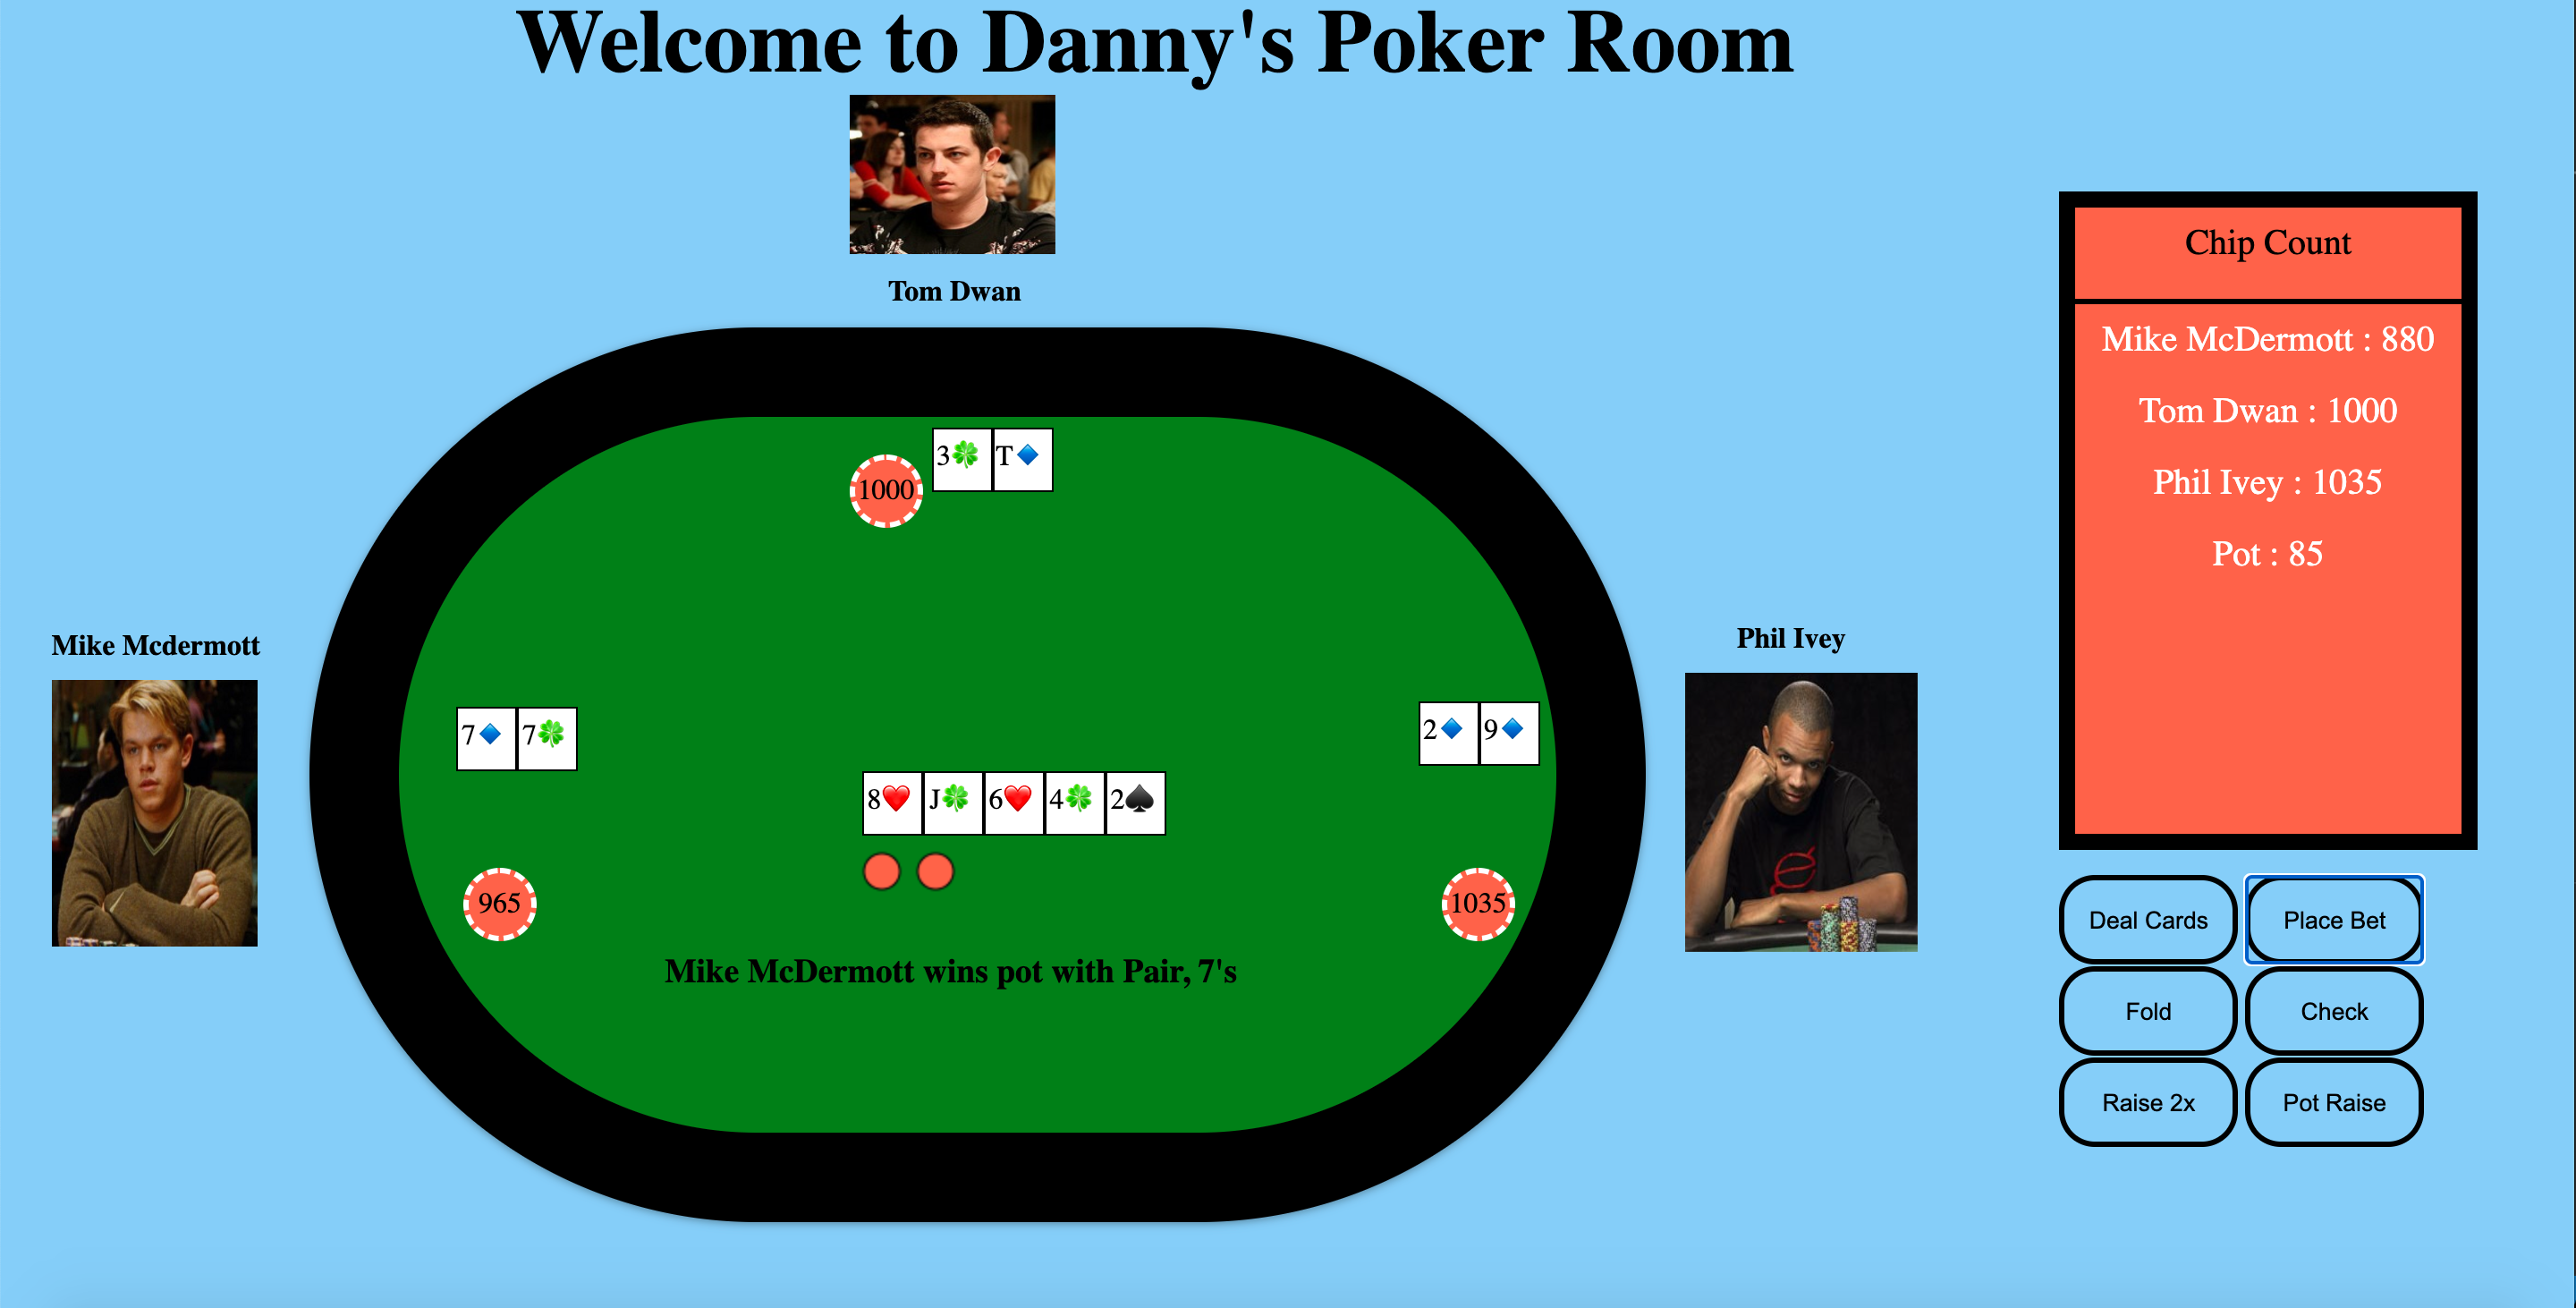 Welcome to Danny's Poker Room
Tom Dwan
Chip Count
Mike McDermott : 880
Tom Dwan : 1000
Phil Ivey : 1035
Pot : 85
3🍀 T🔹
1000
Mike Mcdermott
Phil Ivey
7🔹 7🍀
2🔹 9🔹
8❤️ J🍀 6❤️ 4🍀 2♠️
965
1035
Mike McDermott wins pot with Pair, 7's
Deal Cards
Place Bet
Fold
Check
Raise 2x
Pot Raise